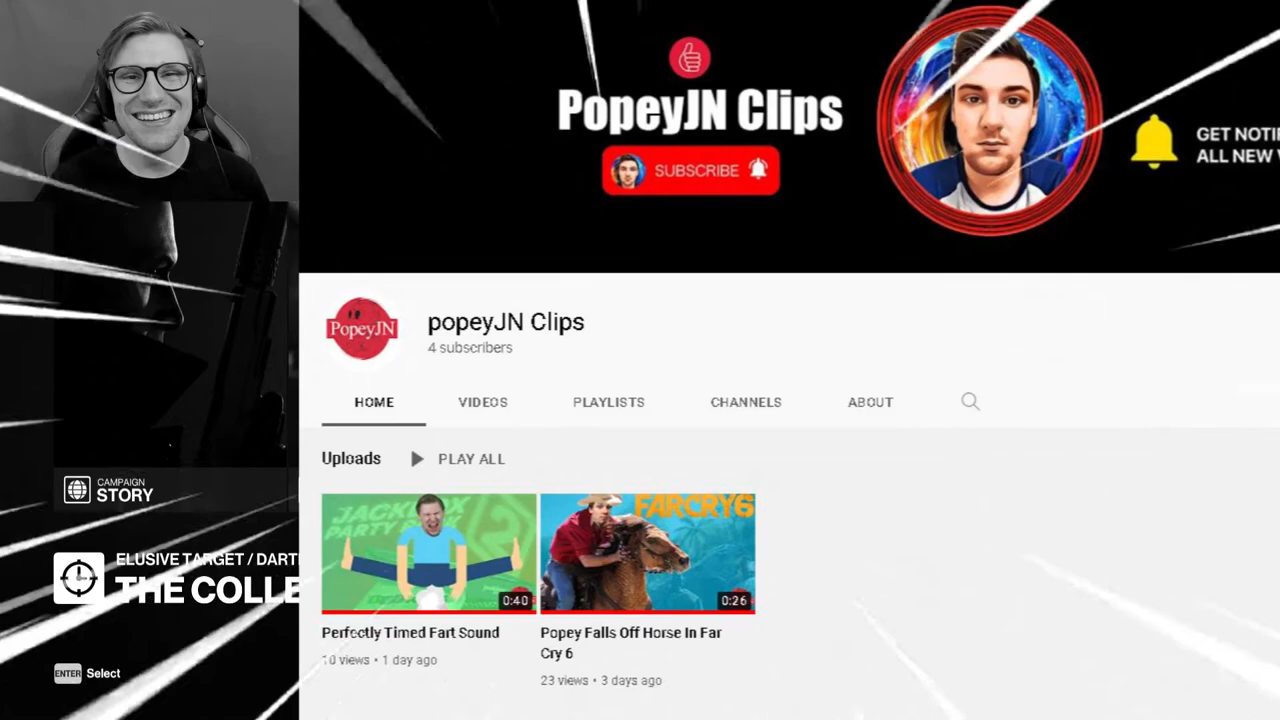 PopeyJN Clips
SUBSCRIBE
GET NOTI
ALL NEW
PopeyJN
popeyJN Clips
4 subscribers
HOME
VIDEOS
PLAYLISTS
CHANNELS
ABOUT
Uploads
PLAY ALL
JACKBOX
PARTY
0:40
FARCRY6
0:26
Perfectly Timed Fart Sound
10 views • 1 day ago
Popey Falls Off Horse In Far
Cry 6
23 views • 3 days ago
CAMPAIGN
STORY
ELUSIVE TARGET / DART
THE COLLE
ENTER Select